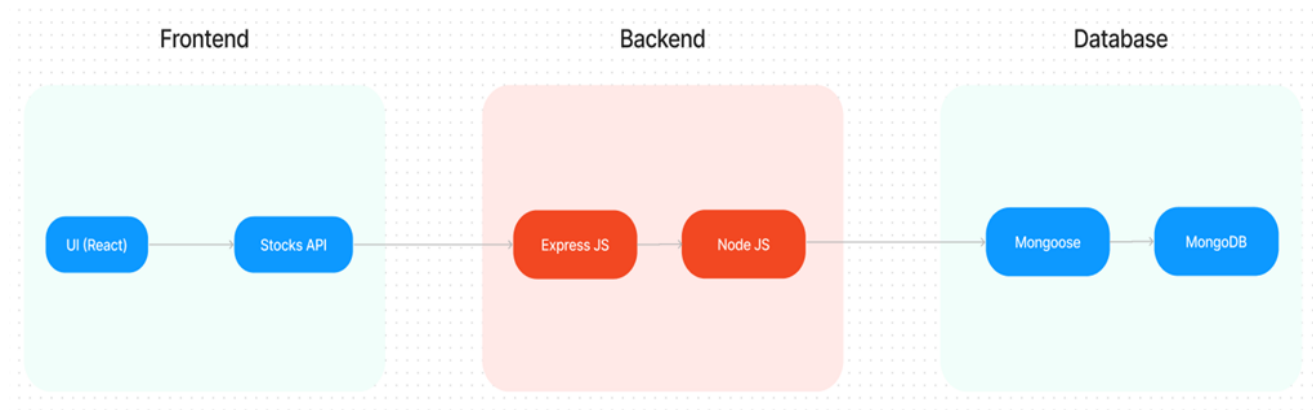 Frontend
Backend
Database
UI (React)
Stocks API
Express JS
Node JS
Mongoose
MongoDB